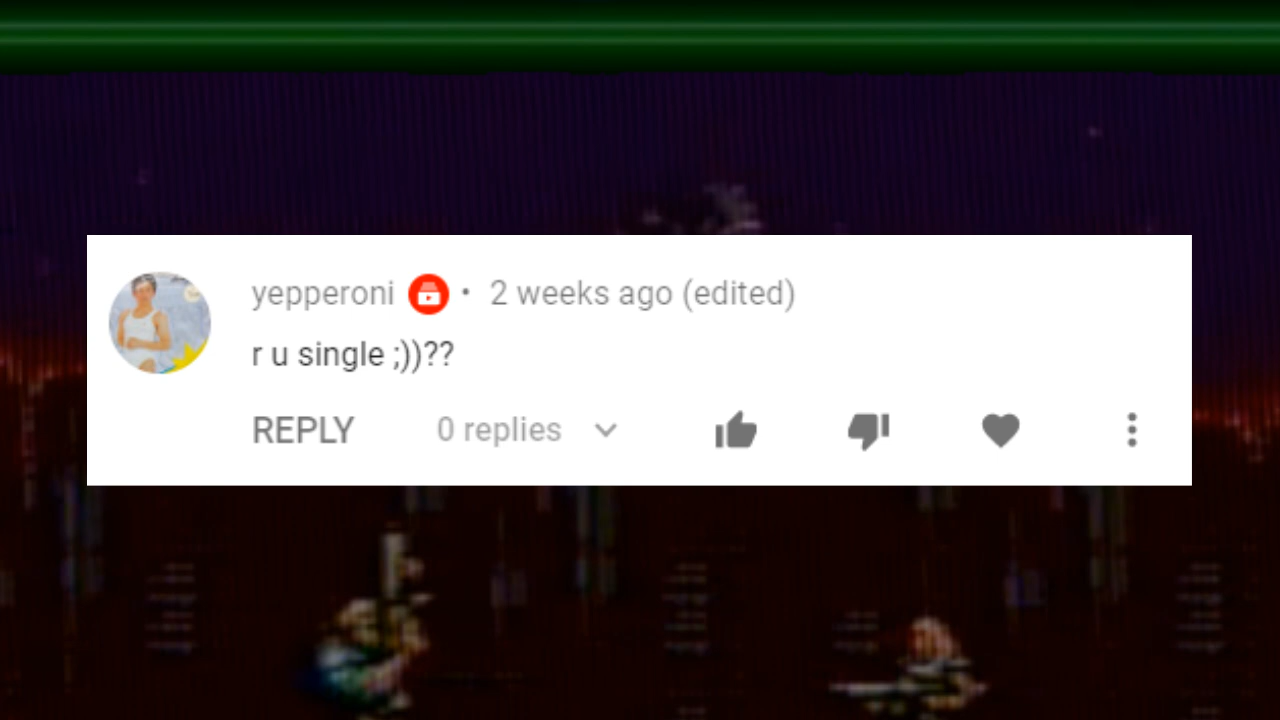 yepperoni • 2 weeks ago (edited)
r u single ;))??
REPLY 0 replies